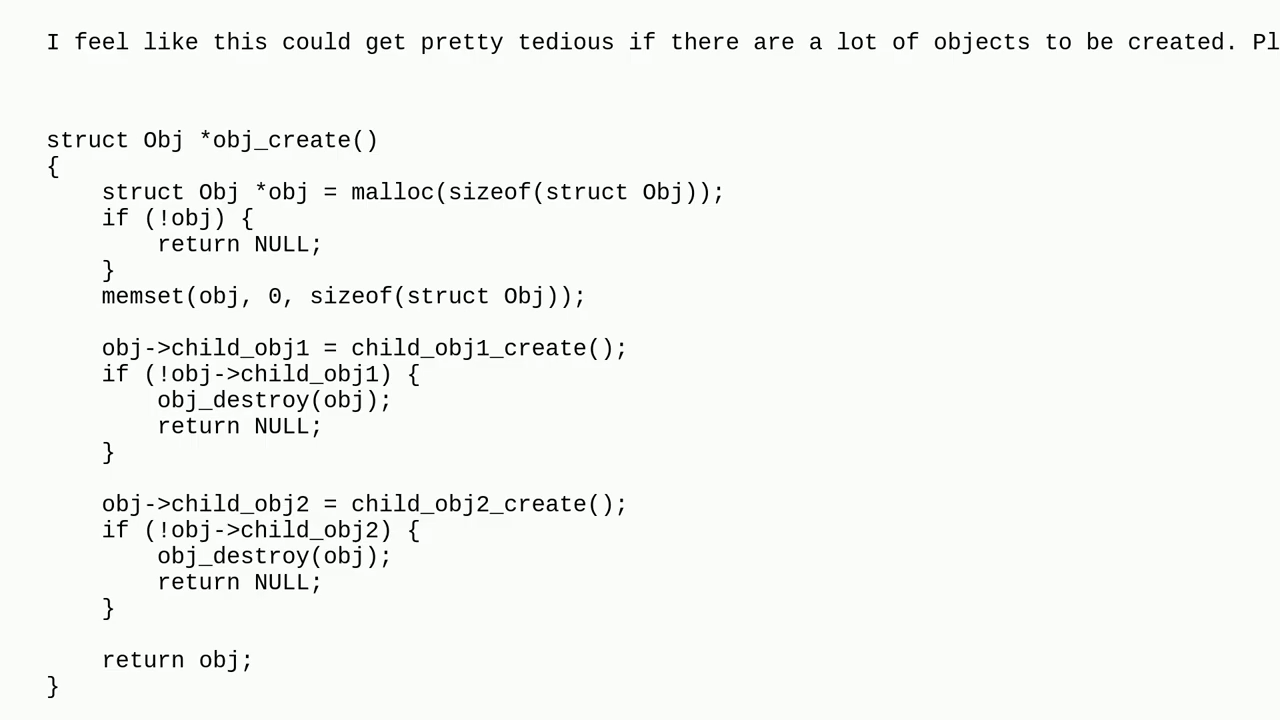 I feel like this could get pretty tedious if there are a lot of objects to be created. Pl
struct Obj *obj_create()
{
    struct Obj *obj = malloc(sizeof(struct Obj));
    if (!obj) {
        return NULL;
    }
    memset(obj, 0, sizeof(struct Obj));
    obj->child_obj1 = child_obj1_create();
    if (!obj->child_obj1) {
        obj_destroy(obj);
        return NULL;
    }
    obj->child_obj2 = child_obj2_create();
    if (!obj->child_obj2) {
        obj_destroy(obj);
        return NULL;
    }
    return obj;
}